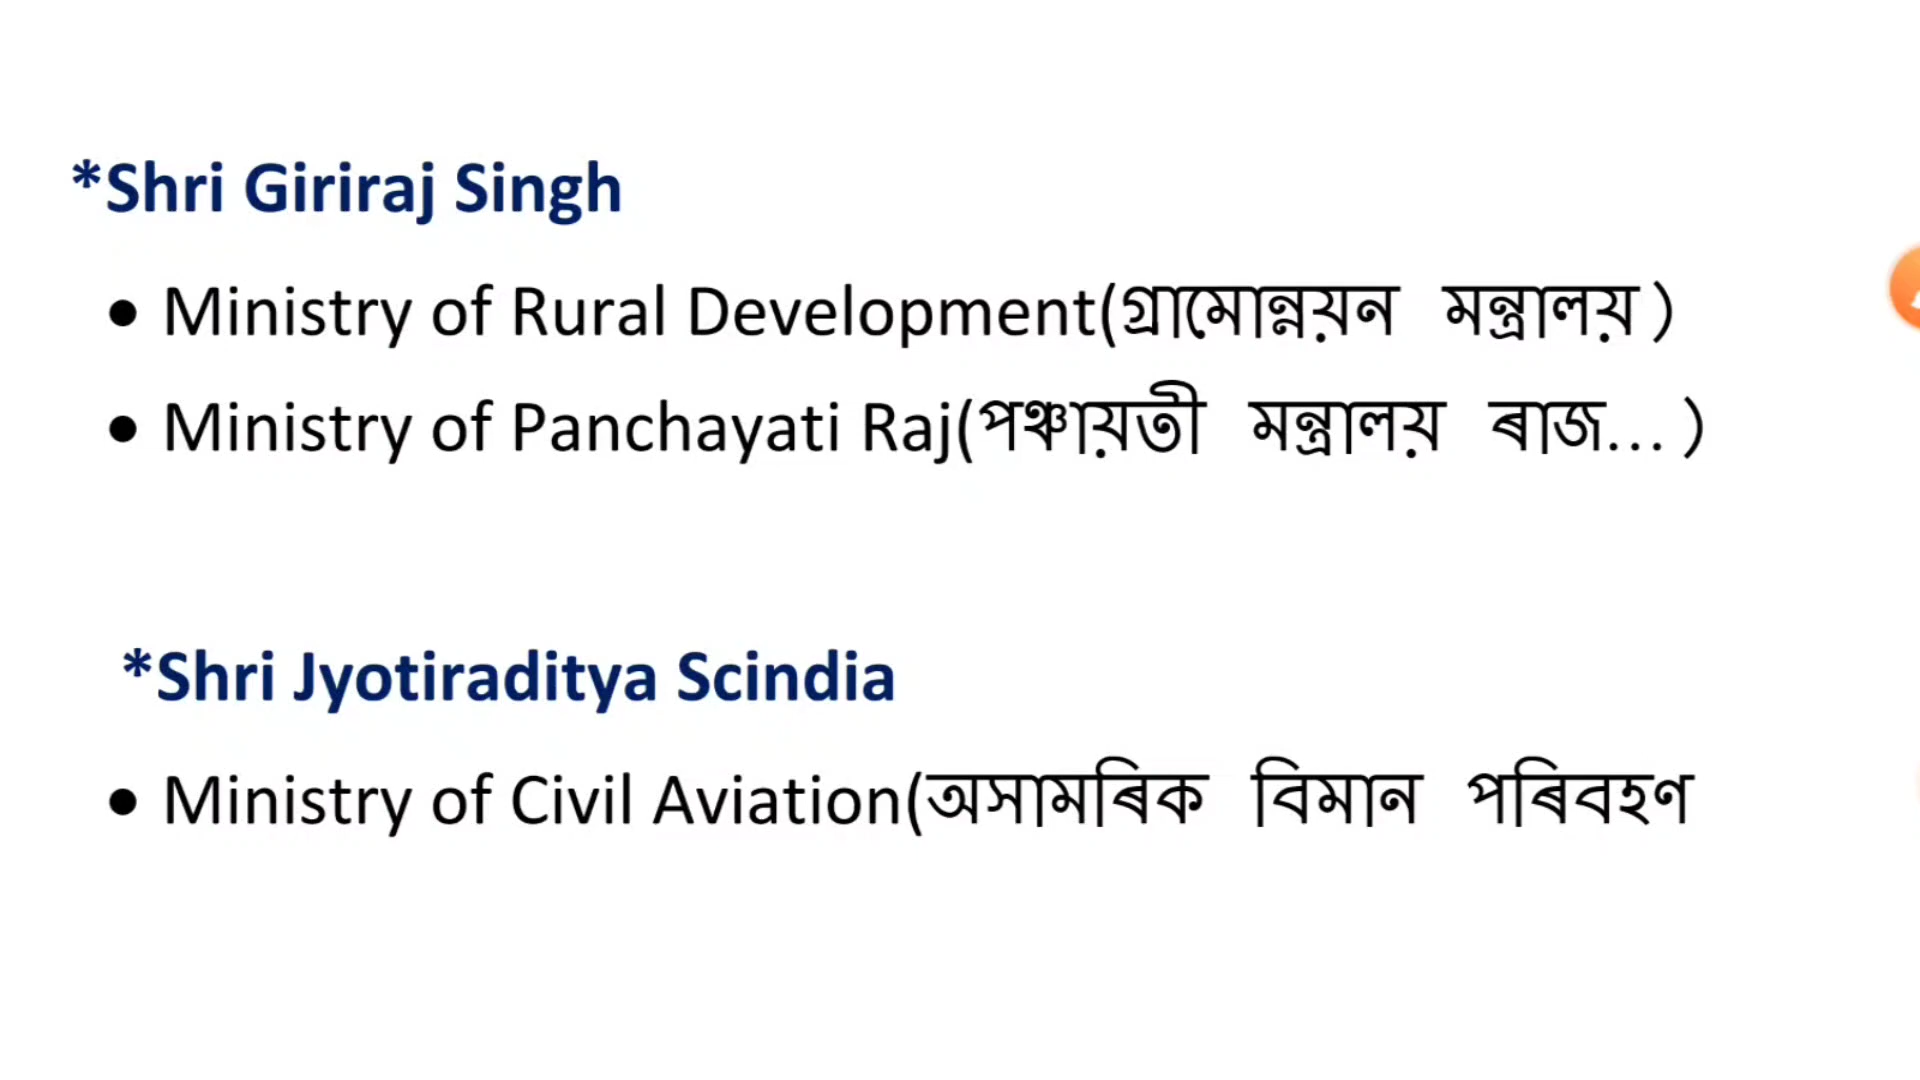 *Shri Giriraj Singh
• Ministry of Rural Development(গ্ৰামোন্নয়ন মন্ত্ৰালয়)
• Ministry of Panchayati Raj(পঞ্চায়তী মন্ত্ৰালয় ৰাজ...)
*Shri Jyotiraditya Scindia
• Ministry of Civil Aviation(অসামৰিক বিমান পৰিবহণ